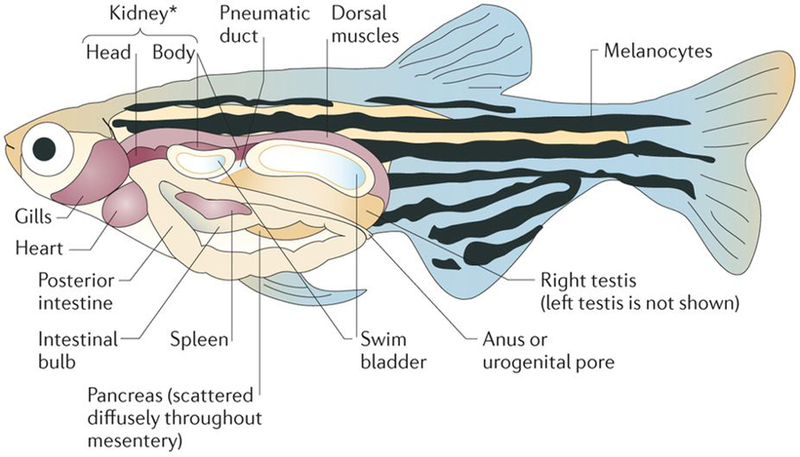 Kidney*
Head
Body
Pneumatic
duct
Dorsal
muscles
Melanocytes
Gills
Heart
Posterior
intestine
Intestinal
bulb
Spleen
Pancreas (scattered
diffusely throughout
mesentery)
Swim
bladder
Anus or
urogenital pore
Right testis
(left testis is not shown)